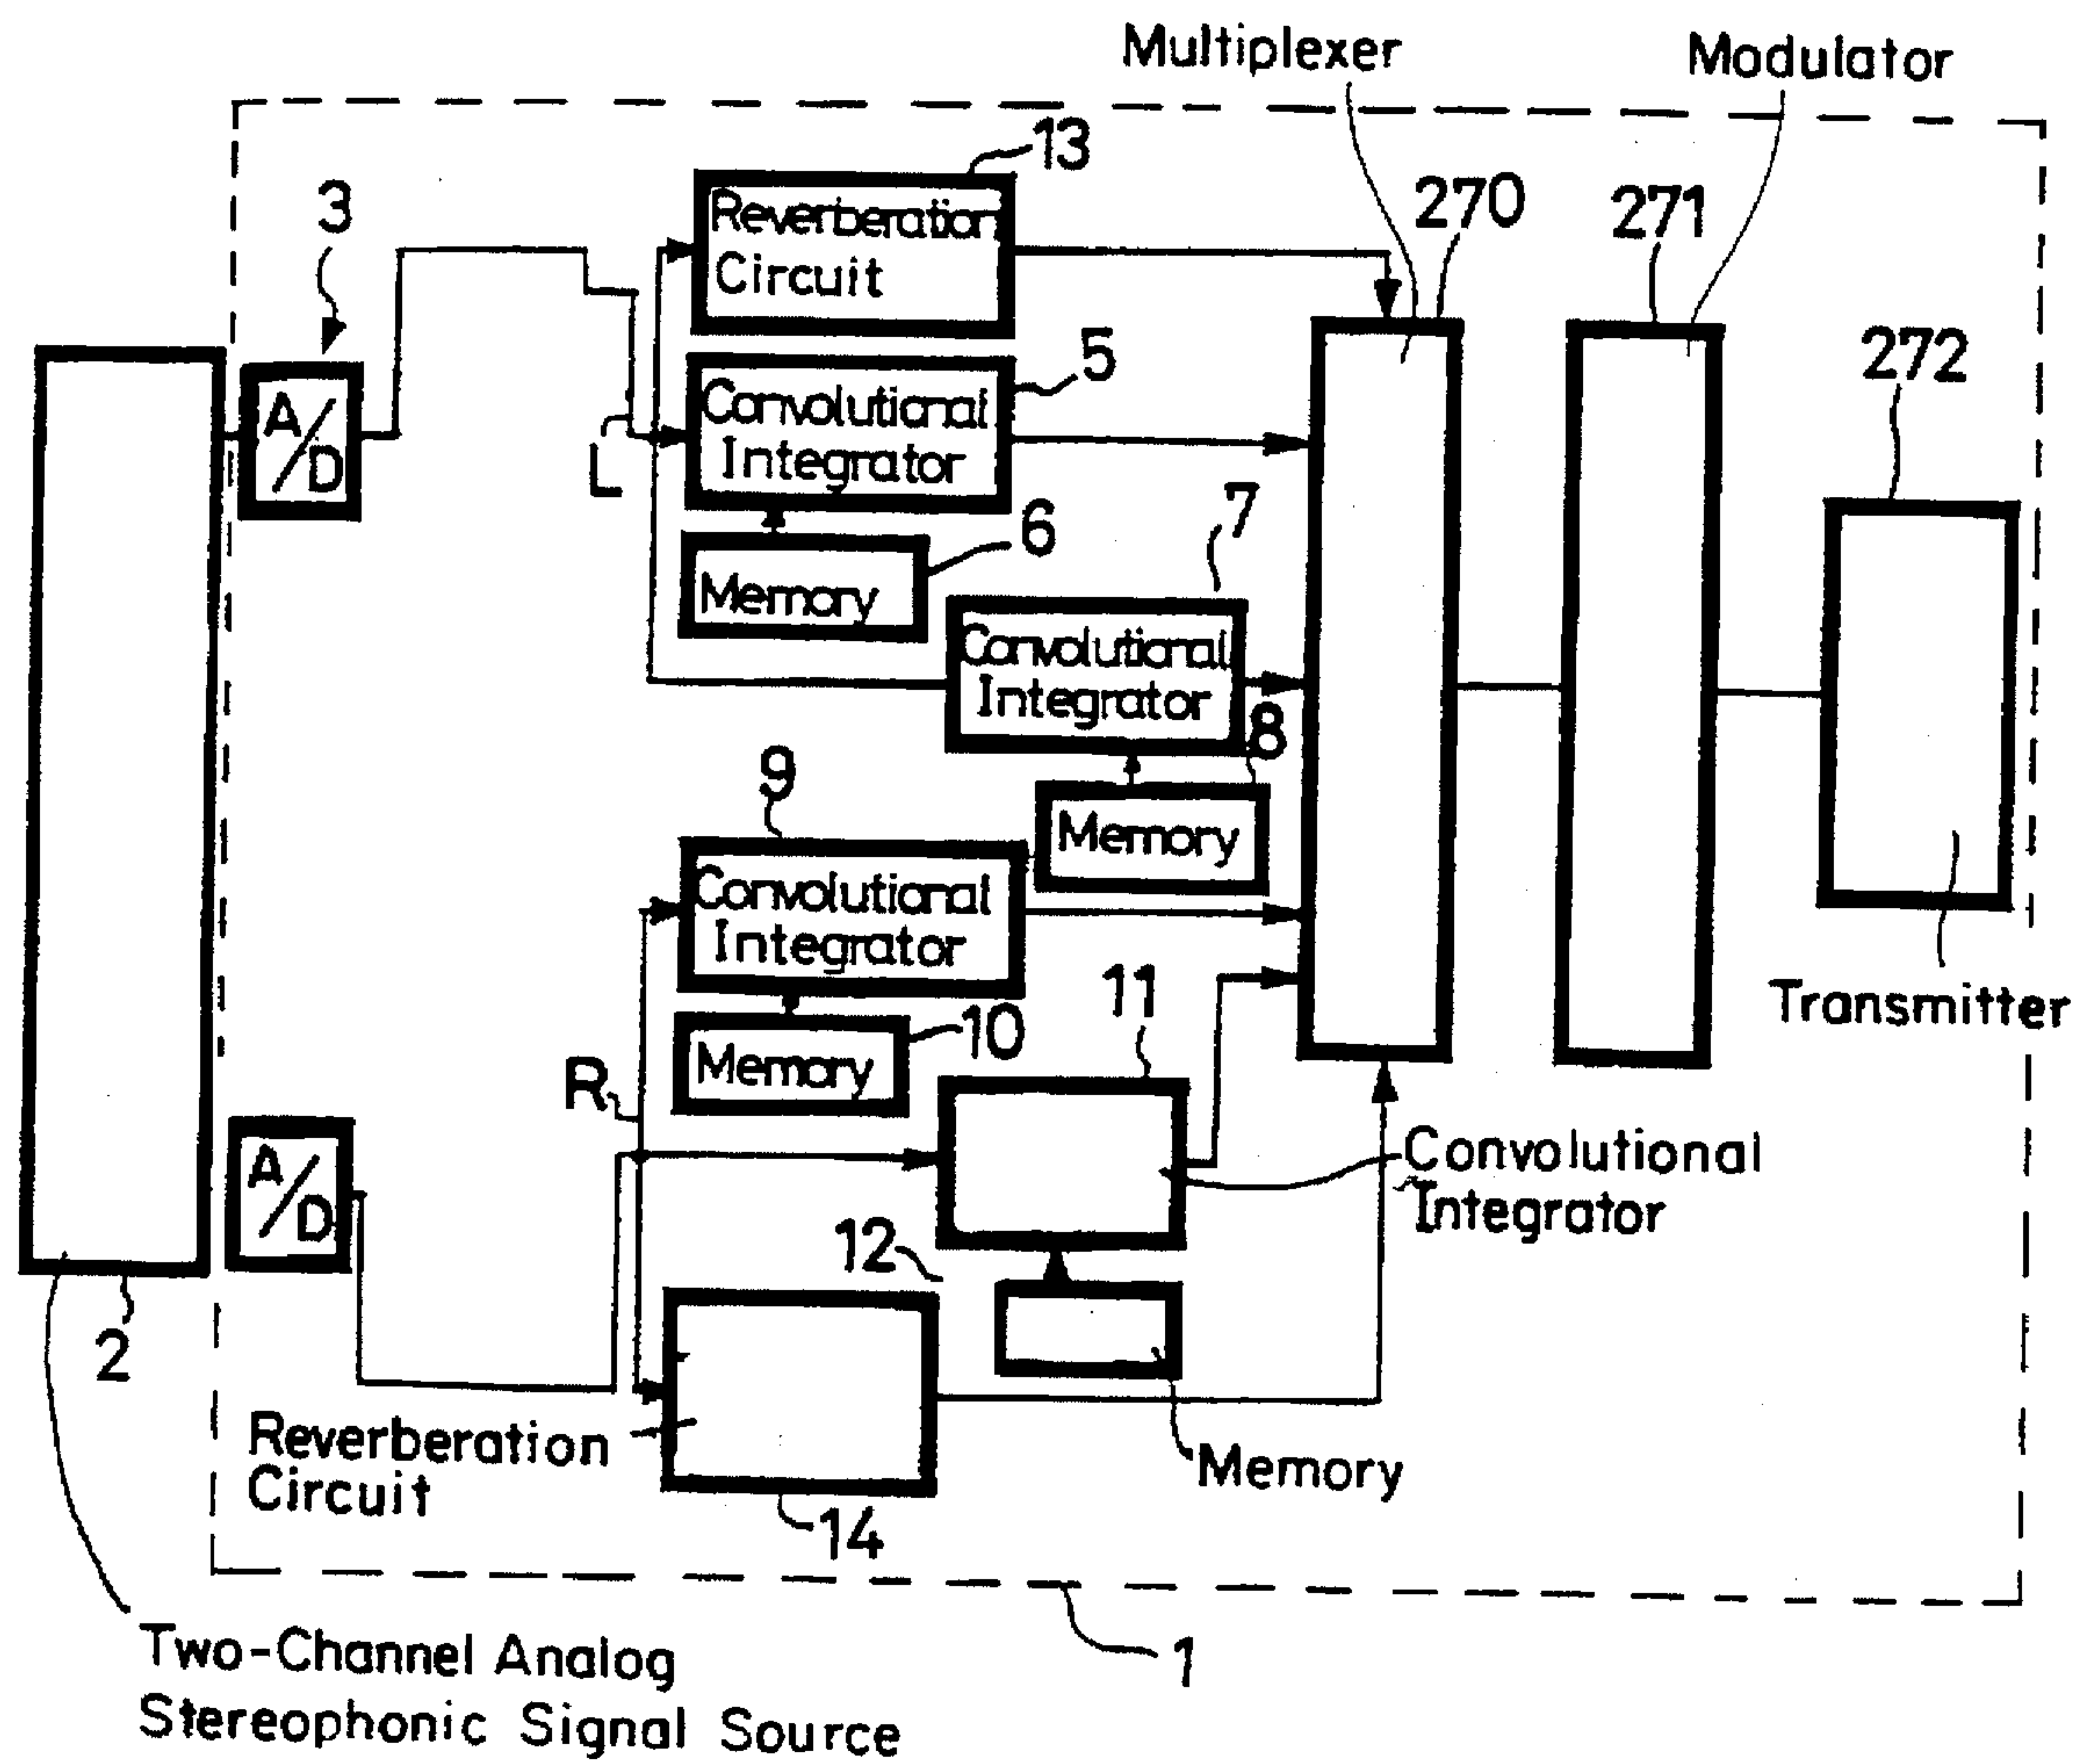 Multiplexer
Modulator
13
3
Reverberation
Circuit
270
271
5
272
A/D
Convolutional
Integrator
L
7
6
Memory
Convolutional
Integrator
8
9
Memory
Convolutional
Integrator
11
10
Transmitter
Memory
R
Convolutional
Integrator
A/D
12
2
Reverberation
Circuit
Memory
14
1
Two-Channel Analog
Stereophonic Signal Source